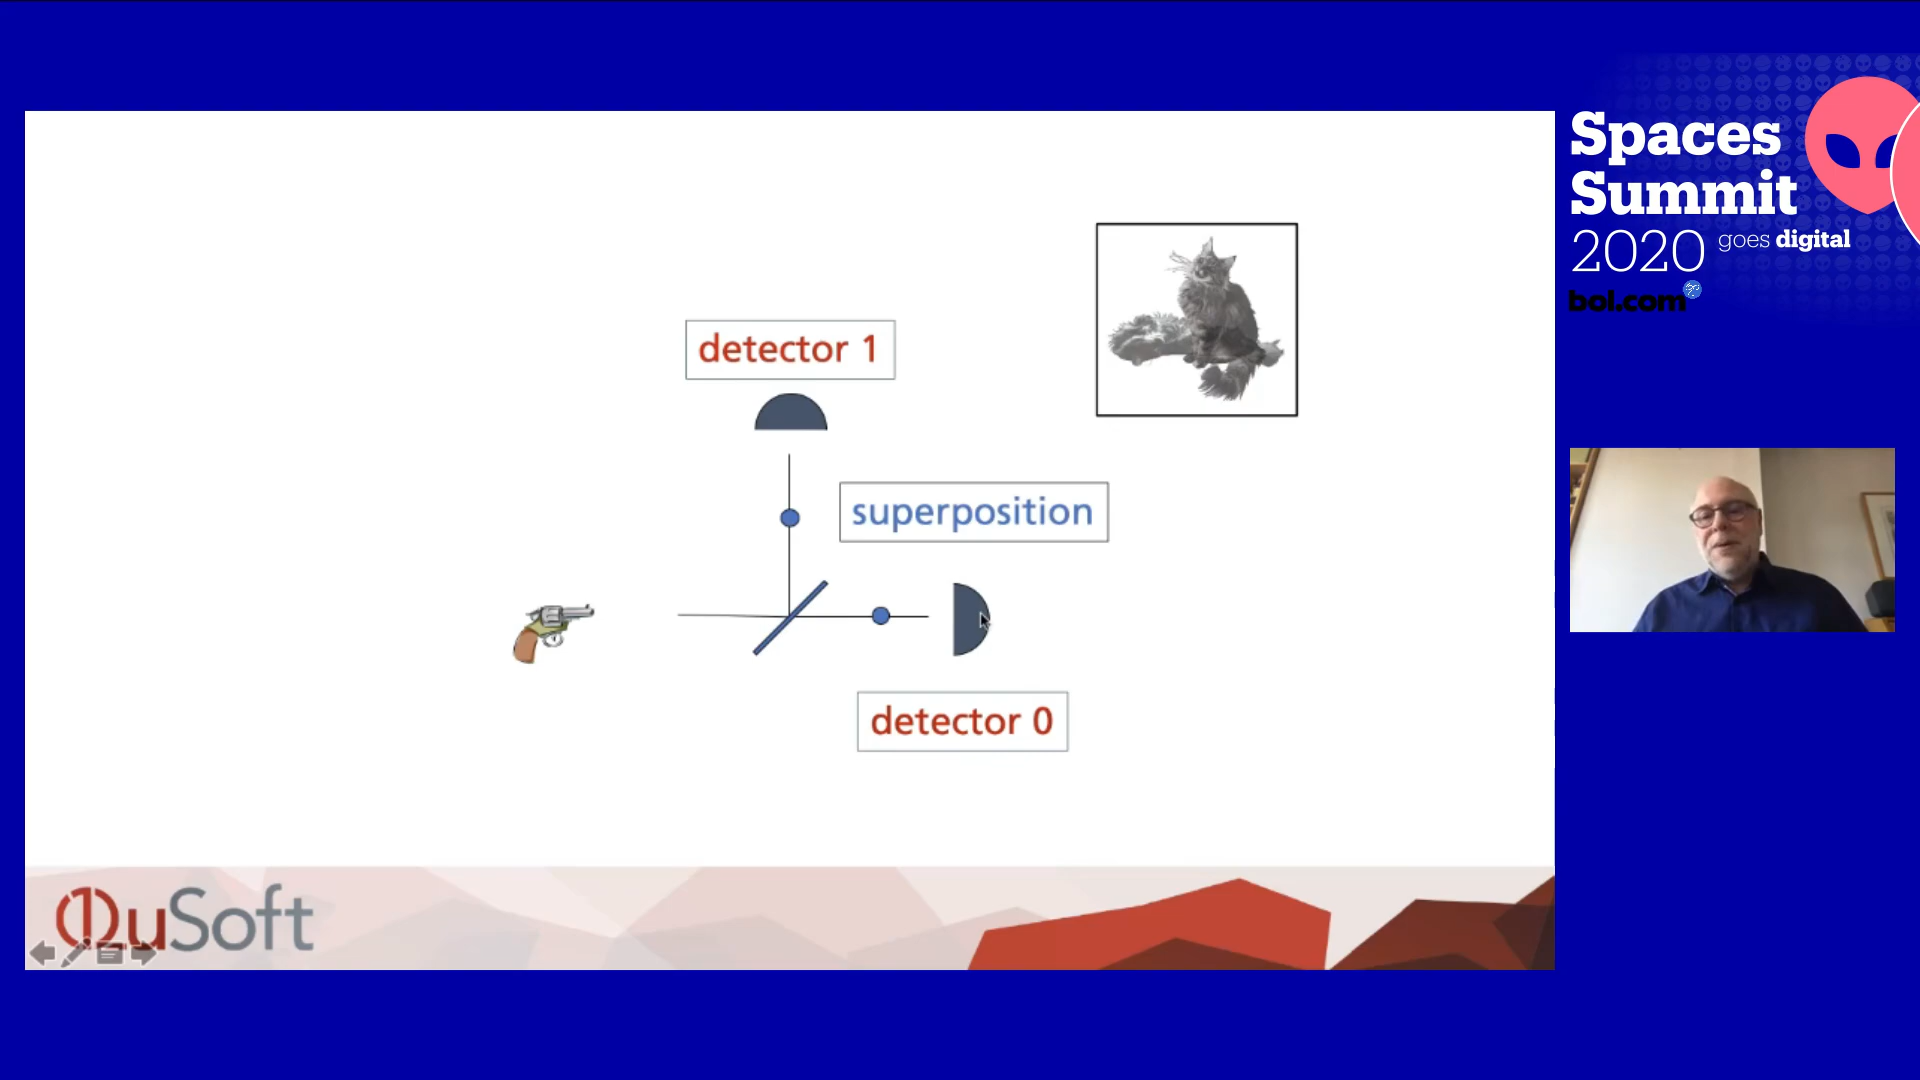 detector 1
superposition
detector 0
QuSoft
Spaces
Summit
2020 goes digital
bol.com